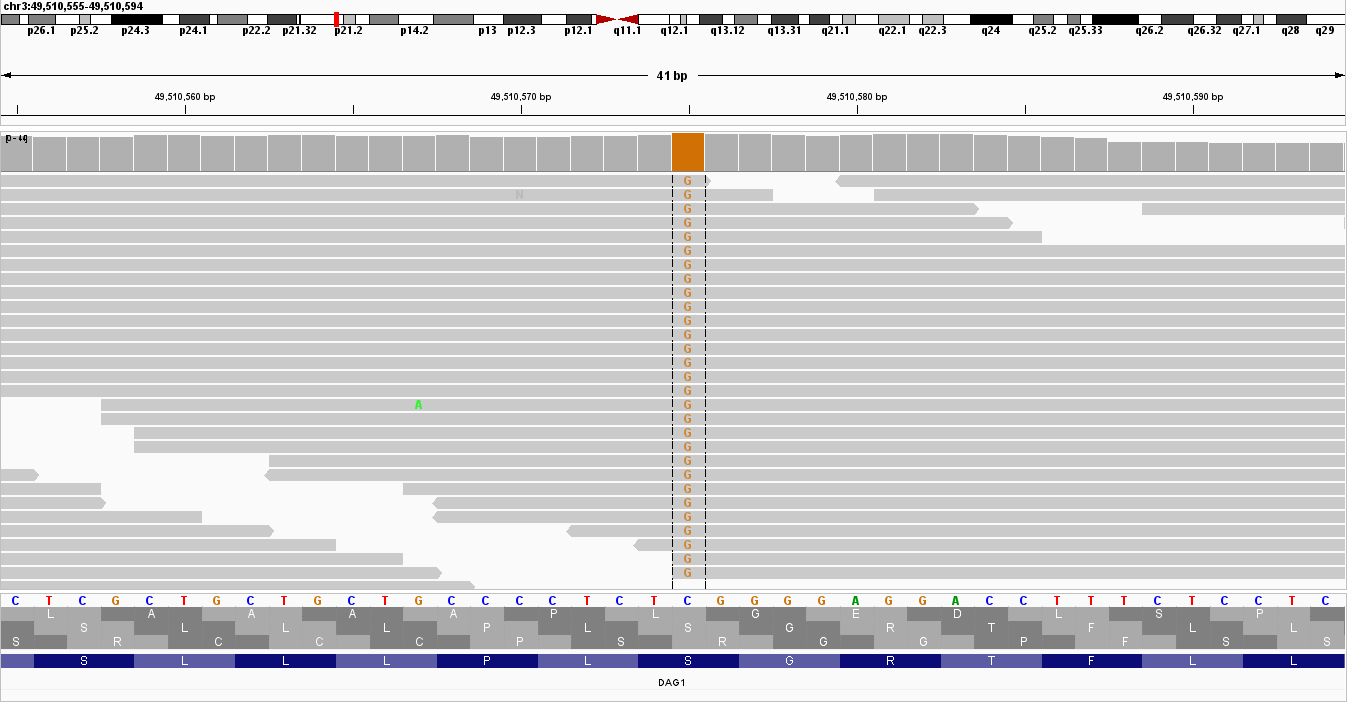 chr3:49,510,555-49,510,594
p26.1 p25.2 p24.3 p24.1 p22.2 p21.32 p21.2 p14.2 p13 p12.3 p12.1 q11.1 q12.1 q13.12 q13.31 q21.1 q22.1 q22.3 q24 q25.2 q25.33 q26.2 q26.32 q27.1 q28 q29
41 bp
49,510,560 bp 49,510,570 bp 49,510,580 bp 49,510,590 bp
G
N G
G
G
G
G
G
G
G
G
G
G
G
G
G
G
A G
G
G
G
G
G
G
G
G
G
G
G
G
C T C G C T G C T G C T G C C C C T C T C G G G G A G G A C C T T T C T C C T C
L A A A A P L G E D L S P S
S L L L P L S G R T F L L
S R C C C P S R G G P F S S
S L L L P L S G R T F L L
DAG1